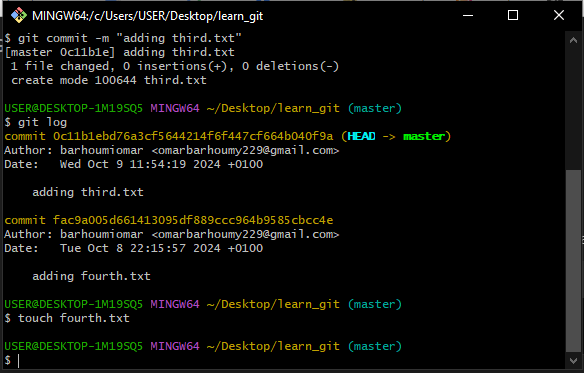 MINGW64:/c/Users/USER/Desktop/learn_git
$ git commit -m "adding third.txt"
[master 0c11b1e] adding third.txt
 1 file changed, 0 insertions(+), 0 deletions(-)
 create mode 100644 third.txt

USER@DESKTOP-1M19SQ5 MINGW64 ~/Desktop/learn_git (master)
$ git log
commit 0c11b1ebd76a3cf5644214f6f447cf664b040f9a (HEAD -> master)
Author: barhoumiomar <omarbarhoumy229@gmail.com>
Date:   Wed Oct 9 11:54:19 2024 +0100

    adding third.txt

commit fac9a005d661413095df889ccc964b9585cbcc4e
Author: barhoumiomar <omarbarhoumy229@gmail.com>
Date:   Tue Oct 8 22:15:57 2024 +0100

    adding fourth.txt

USER@DESKTOP-1M19SQ5 MINGW64 ~/Desktop/learn_git (master)
$ touch fourth.txt

USER@DESKTOP-1M19SQ5 MINGW64 ~/Desktop/learn_git (master)
$